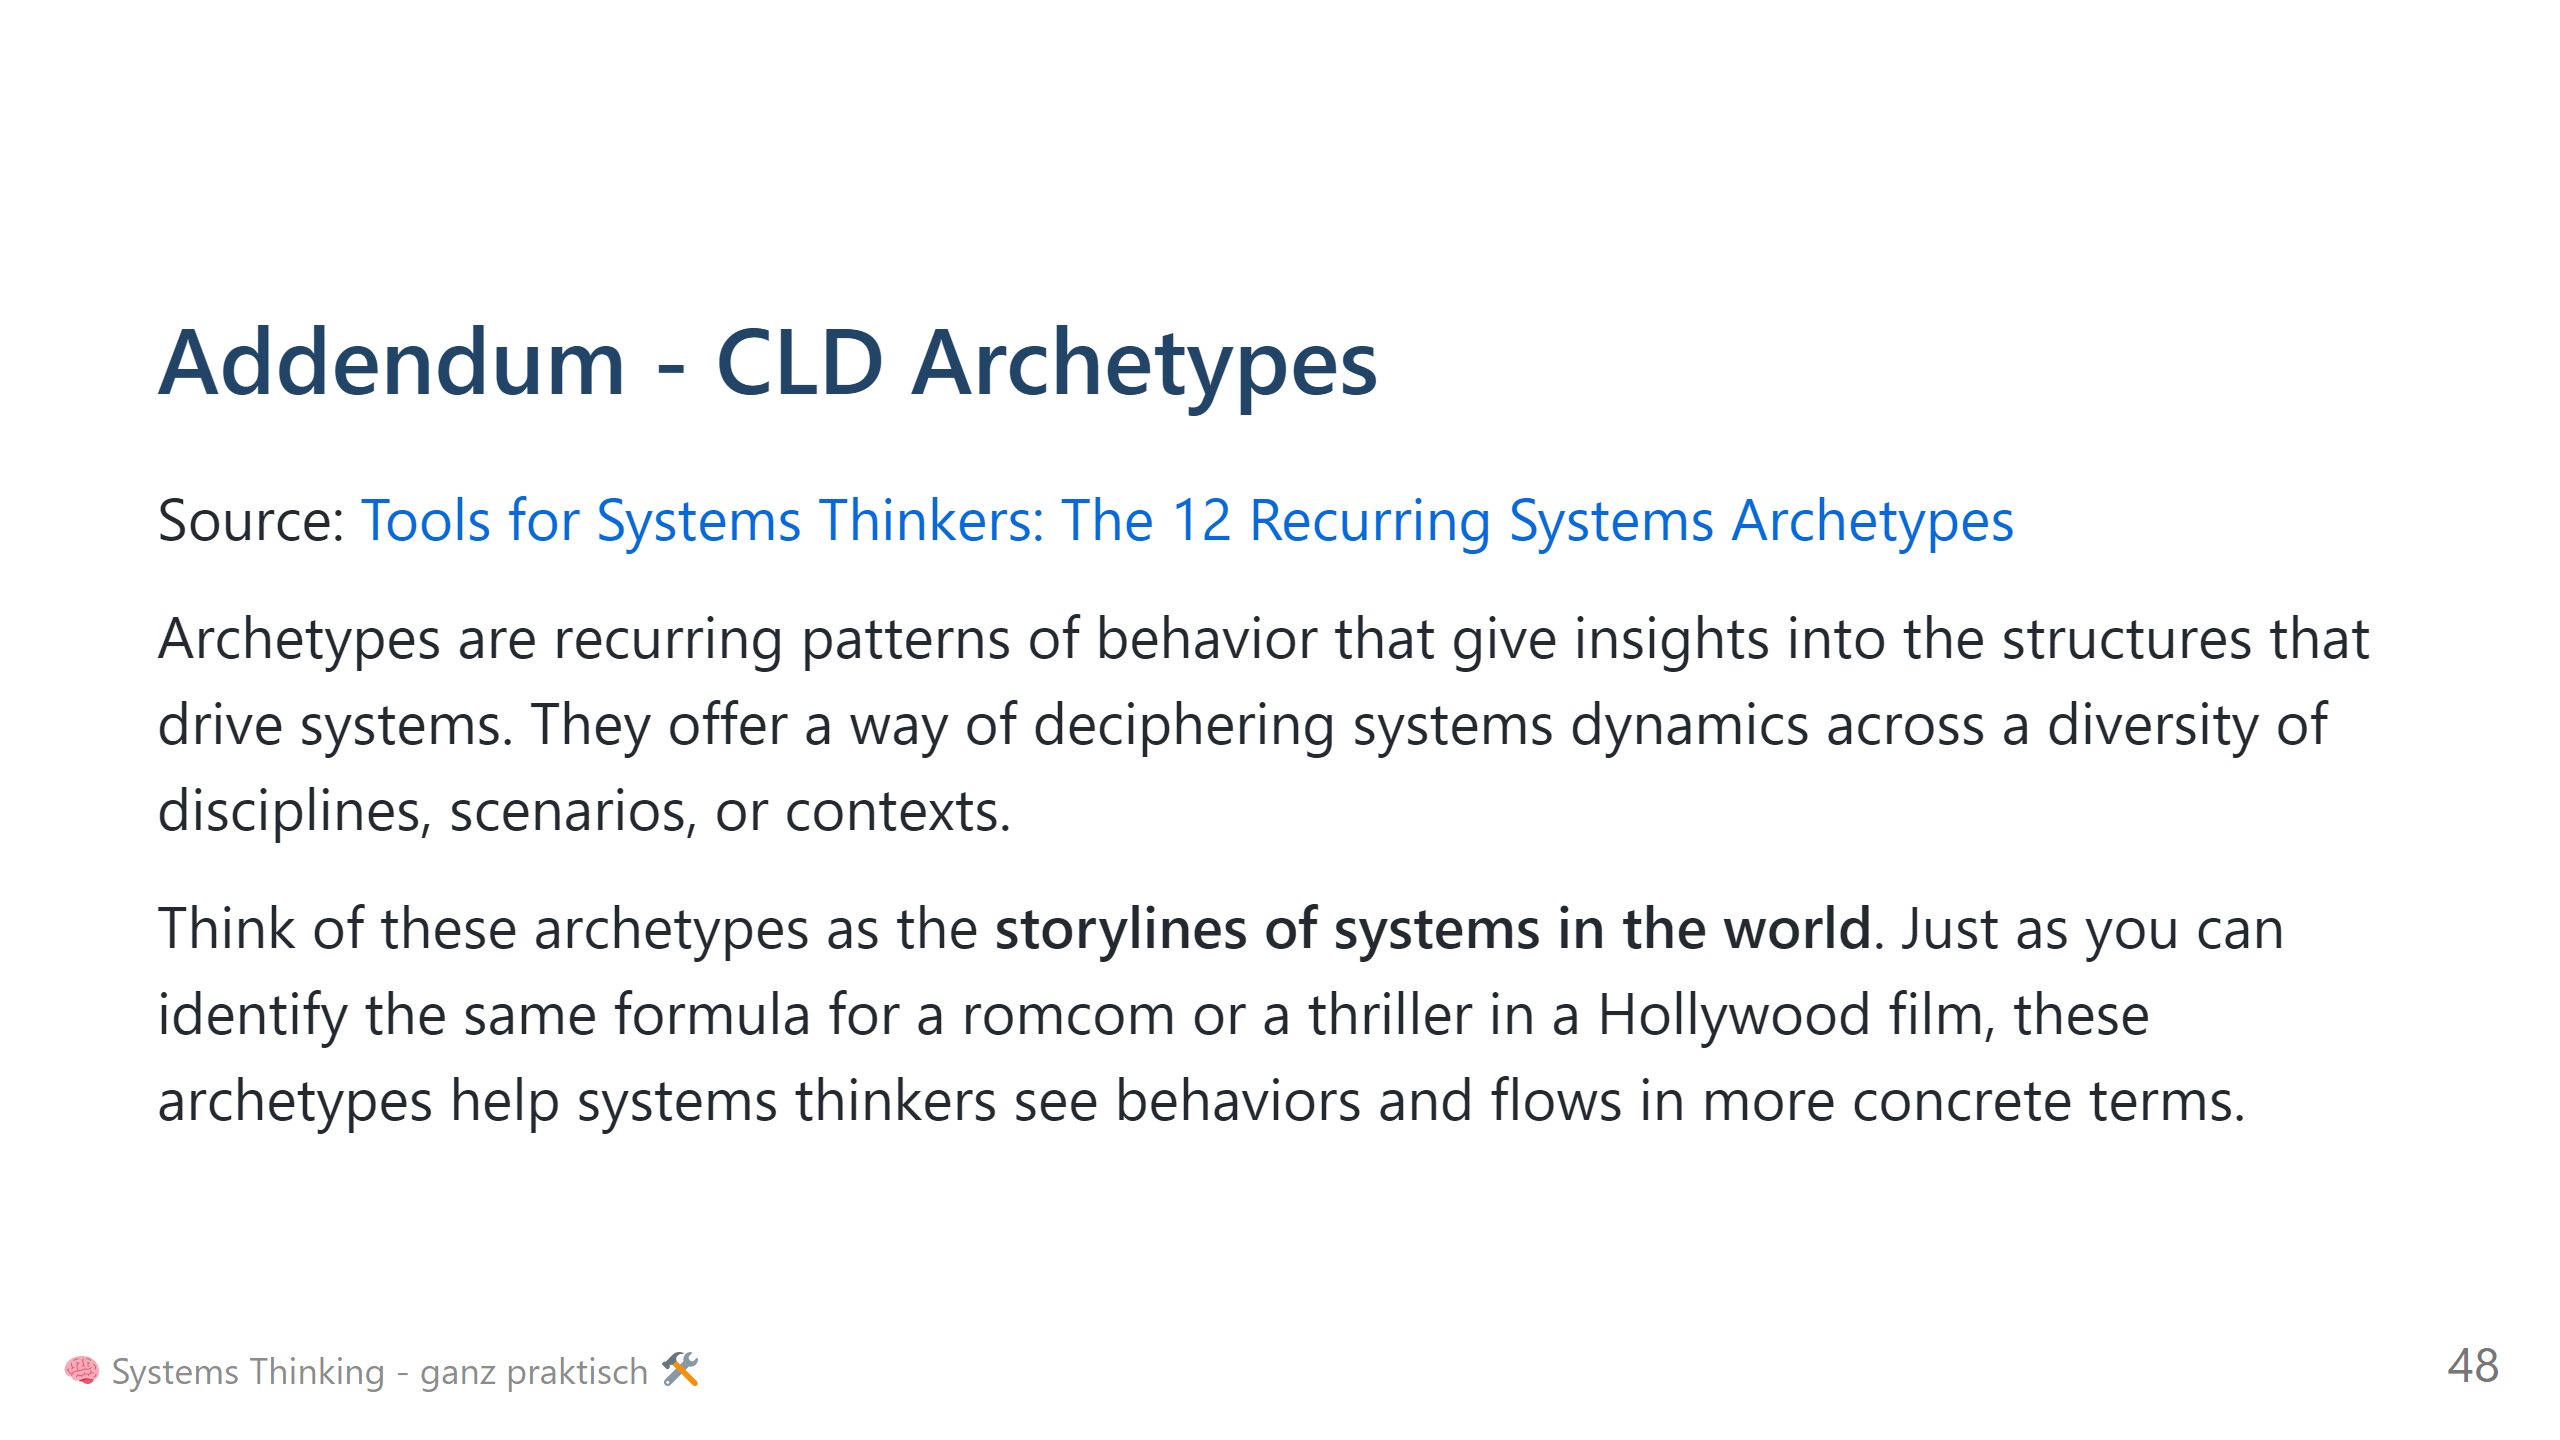 Addendum - CLD Archetypes
Source: Tools for Systems Thinkers: The 12 Recurring Systems Archetypes
Archetypes are recurring patterns of behavior that give insights into the structures that
drive systems. They offer a way of deciphering systems dynamics across a diversity of
disciplines, scenarios, or contexts.
Think of these archetypes as the storylines of systems in the world. Just as you can
identify the same formula for a romcom or a thriller in a Hollywood film, these
archetypes help systems thinkers see behaviors and flows in more concrete terms.
🧠 Systems Thinking - ganz praktisch 🛠️
48